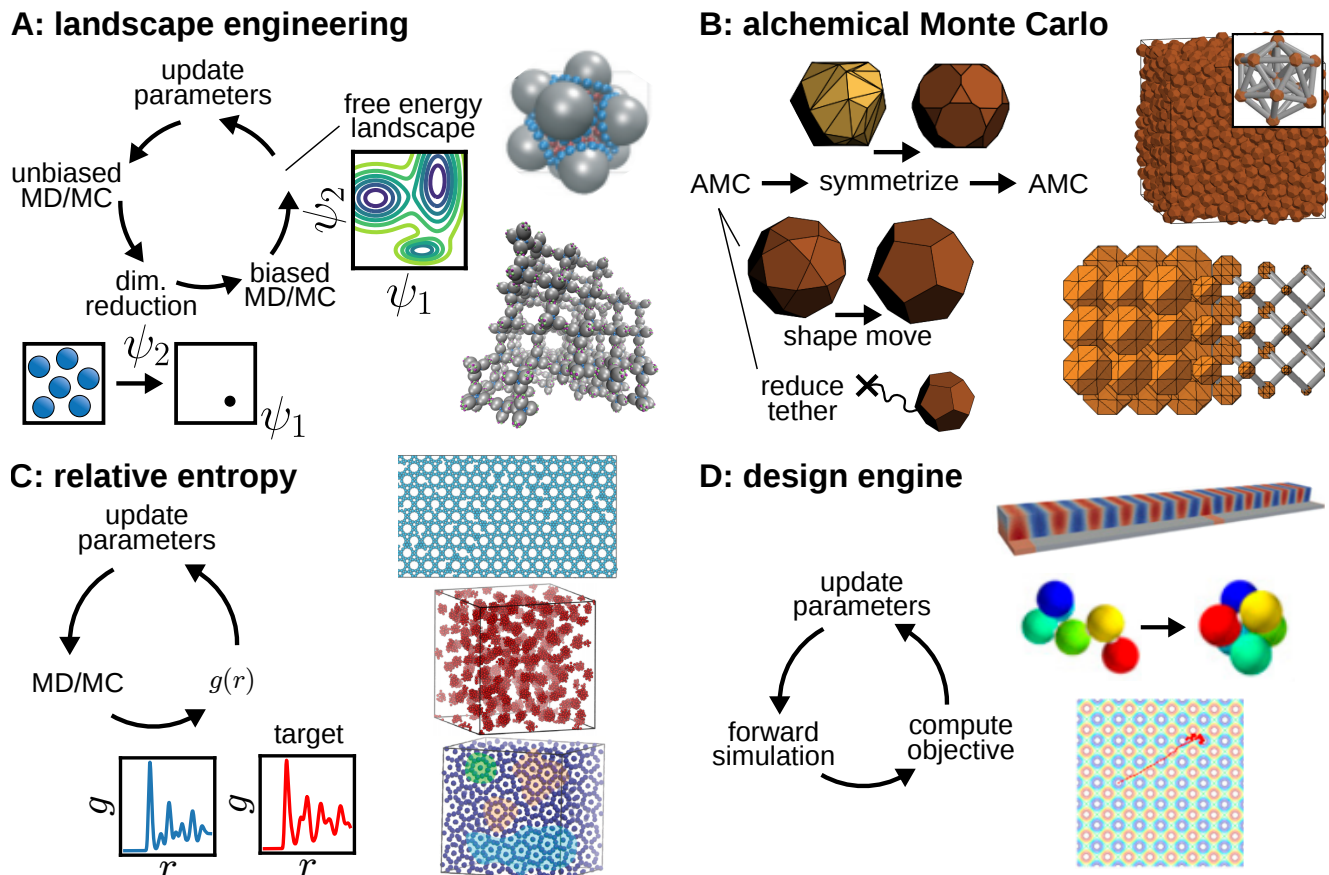 A: landscape engineering
update
parameters
free energy
landscape
unbiased
MD/MC
ψ2
ψ1
dim.
reduction
biased
MD/MC
ψ2
ψ1
B: alchemical Monte Carlo
AMC
symmetrize
AMC
shape move
reduce
tether
C: relative entropy
update
parameters
MD/MC
g(r)
target
g
r
g
r
D: design engine
update
parameters
forward
simulation
compute
objective